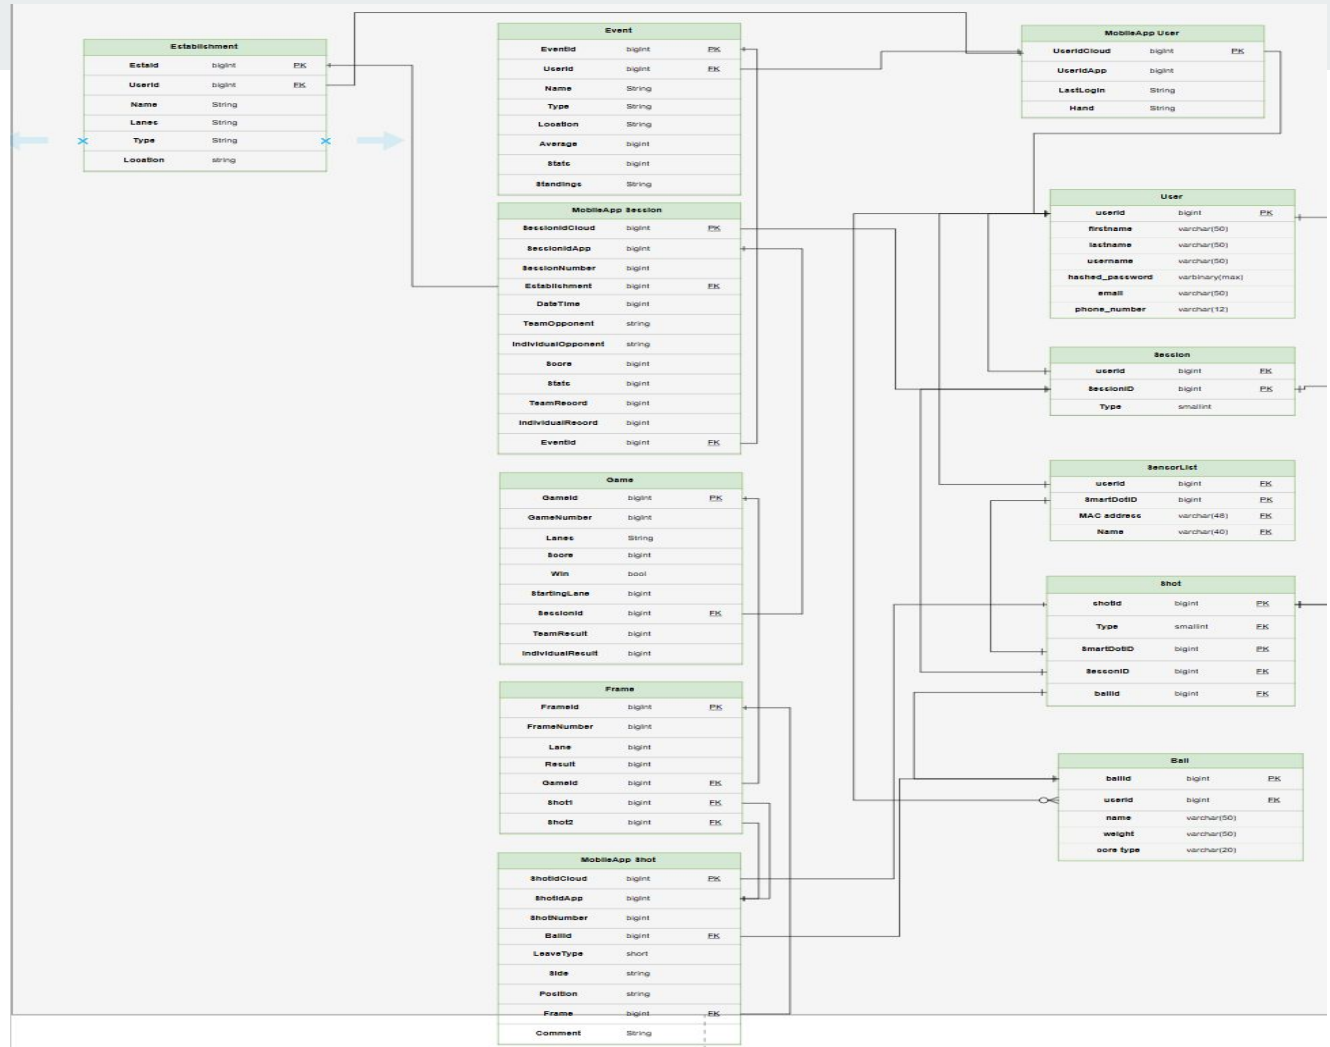 Establishment
EstaId bigint PK
UserId bigint FK
Name String
Lanes String
Type String
Location string
Event
EventId bigint PK
UserId bigint FK
Name String
Type String
Location String
Average bigint
Stats bigint
Standings String
MobileApp Session
SessionIdCloud bigint PK
SessionIdApp bigint
SessionNumber bigint
Establishment bigint FK
DateTime bigint
TeamOpponent string
IndividualOpponent string
Score bigint
Stats bigint
TeamRecord bigint
IndividualRecord bigint
EventId bigint FK
Game
GameId bigint PK
GameNumber bigint
Lanes String
Score bigint
Win bool
StartingLane bigint
SessionId bigint FK
TeamResult bigint
IndividualResult bigint
Frame
FrameId bigint PK
FrameNumber bigint
Lane bigint
Result bigint
GameId bigint FK
Shot1 bigint FK
Shot2 bigint FK
MobileApp Shot
ShotIdCloud bigint PK
ShotIdApp bigint
ShotNumber bigint
BallId bigint FK
LeaveType short
Side string
Position string
Frame bigint FK
Comment String
MobileApp User
UserIdCloud bigint PK
UserIdApp bigint
LastLogin String
Hand String
User
userid bigint PK
firstname varchar(50)
lastname varchar(50)
username varchar(50)
hashed_password varbinary(max)
email varchar(50)
phone_number varchar(12)
Session
userid bigint FK
SessionID bigint PK
Type smallint
SensorList
userid bigint FK
SmartDotID bigint PK
MAC address varchar(48) FK
Name varchar(40) FK
Shot
shotid bigint PK
Type smallint FK
SmartDotID bigint FK
SessonID bigint FK
ballid bigint FK
Ball
ballid bigint PK
userid bigint FK
name varchar(50)
weight varchar(50)
core type varchar(20)